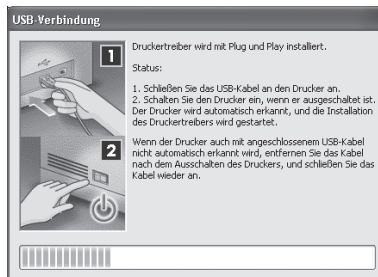 USB-Verbindung
1
Druckertreiber wird mit Plug und Play installiert.
Status:
1. Schließen Sie das USB-Kabel an den Drucker an.
2. Schalten Sie den Drucker ein, wenn er ausgeschaltet ist.
Der Drucker wird automatisch erkannt, und die Installation
des Druckertreibers wird gestartet.
2
Wenn der Drucker auch mit angeschlossenem USB-Kabel
nicht automatisch erkannt wird, entfernen Sie das Kabel
nach dem Ausschalten des Druckers, und schließen Sie das
Kabel wieder an.